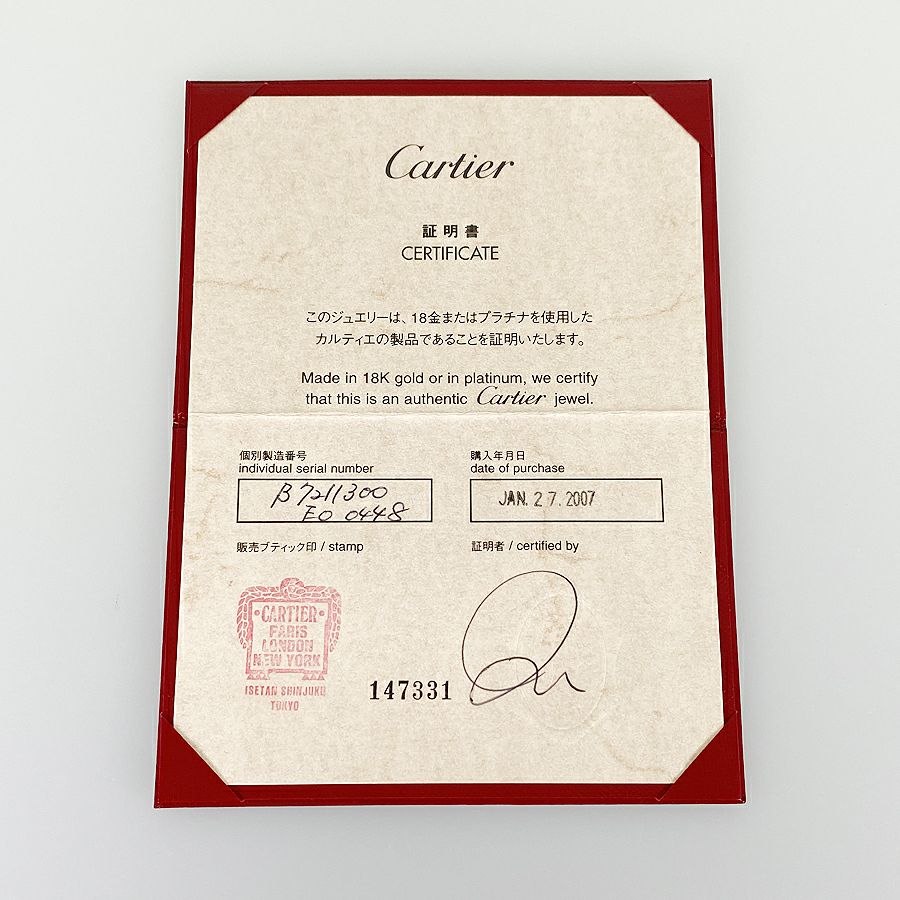 Cartier
証明書
CERTIFICATE
このジュエリーは、18金またはプラチナを使用した
カルティエの製品であることを証明いたします。
Made in 18K gold or in platinum, we certify
that this is an authentic Cartier jewel.
個別製造番号
individual serial number
β7211300
EO 0448
購入年月日
date of purchase
JAN. 27. 2007
販売ブティック印 / stamp
証明者 / certified by
·CARTIER·
PARIS
LONDON
NEW YORK
ISETAN SHINJUKU
TOKYO
147331